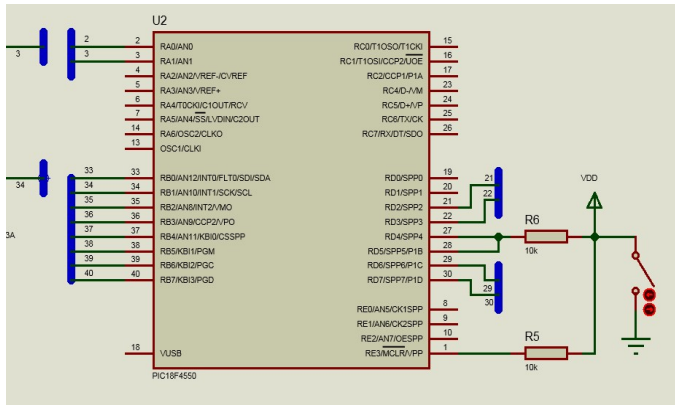 U2
2 2 RA0/AN0 RC0/T1OSO/T1CKI 15
3 3 3 RA1/AN1 RC1/T1OSI/CCP2/UOE 16
4 RA2/AN2/VREF-/CVREF RC2/CCP1/P1A 17
5 RA3/AN3/VREF+ RC4/D-/VM 23
6 RA4/T0CKI/C1OUT/RCV RC5/D+/VP 24
7 RA5/AN4/SS/LVDIN/C2OUT RC6/TX/CK 25
14 RA6/OSC2/CLKO RC7/RX/DT/SDO 26
13 OSC1/CLKI
33 33 RB0/AN12/INT0/FLT0/SDI/SDA RD0/SPP0 19 21 VDD
34 34 34 RB1/AN10/INT1/SCK/SCL RD1/SPP1 20 22
35 35 RB2/AN8/INT2/VMO RD2/SPP2 21
36 36 RB3/AN9/CCP2/VPO RD3/SPP3 22 R6
3A 37 37 RB4/AN11/KBI0/CSSPP RD4/SPP4 27
38 38 RB5/KBI1/PGM RD5/SPP5/P1B 28 10k
39 39 RB6/KBI2/PGC RD6/SPP6/P1C 29
40 40 RB7/KBI3/PGD RD7/SPP7/P1D 30 29
30
RE0/AN5/CK1SPP 8
RE1/AN6/CK2SPP 9
RE2/AN7/OESPP 10 R5
18 VUSB RE3/MCLR/VPP 1
PIC18F4550 10k